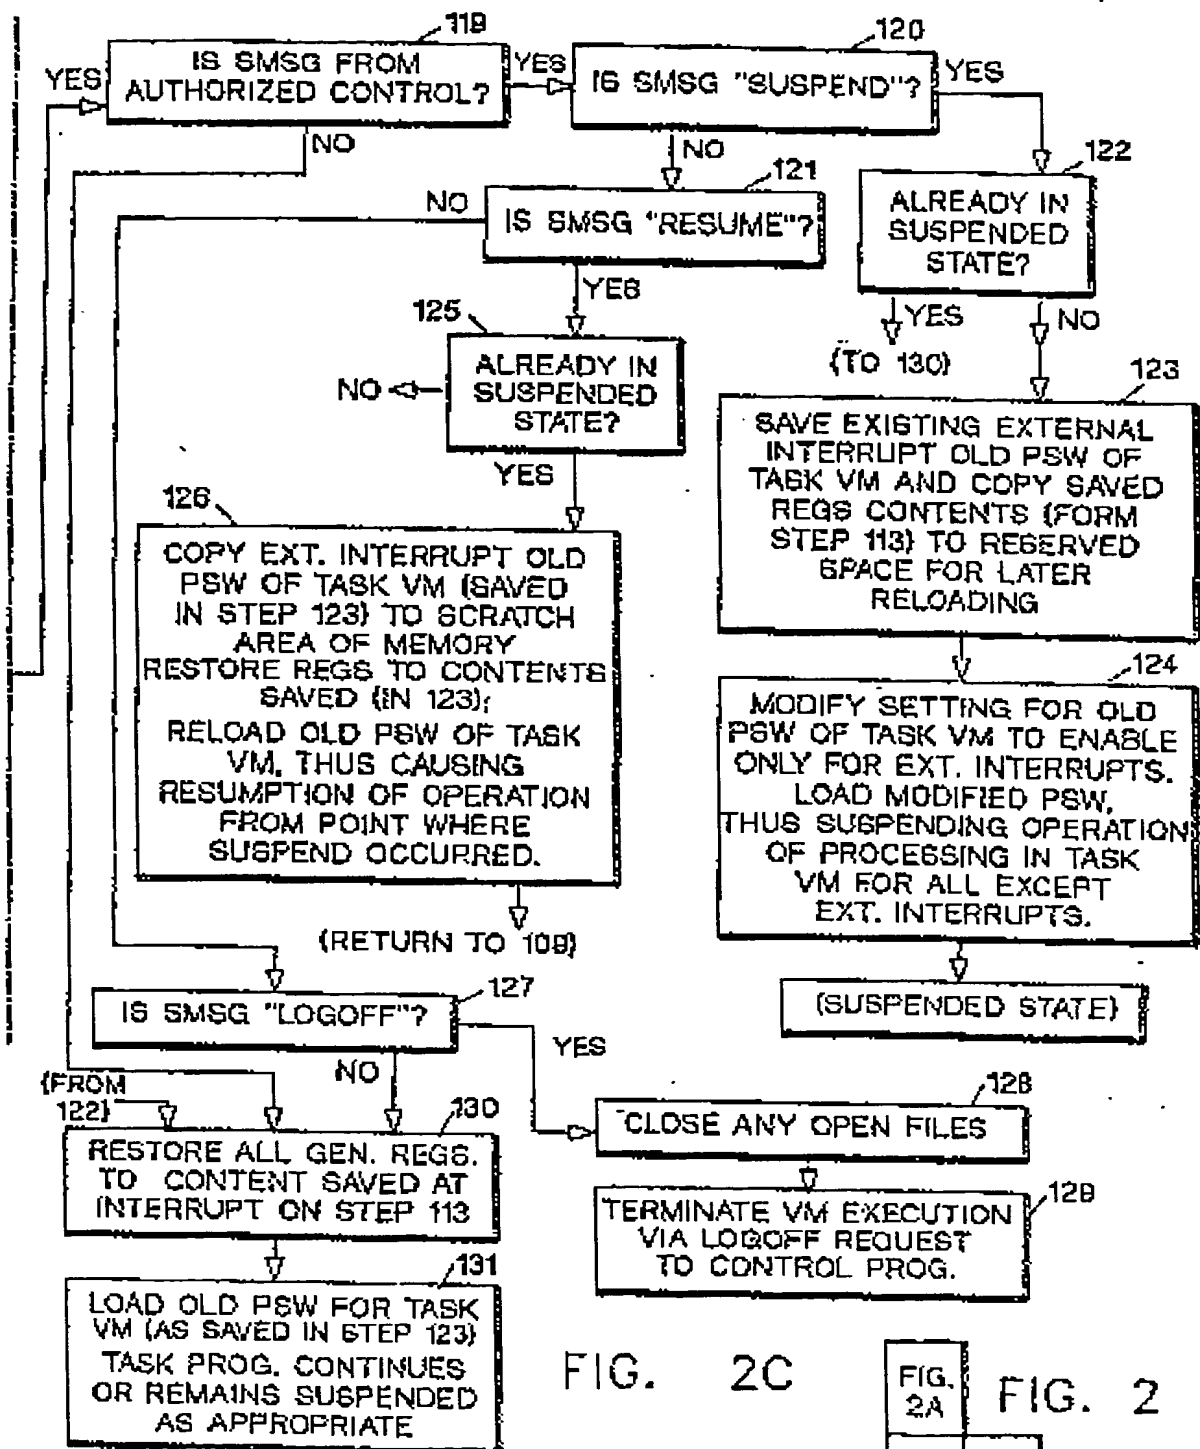 119
IS SMSG FROM
AUTHORIZED CONTROL?
YES
YES
NO
120
IS SMSG "SUSPEND"?
YES
NO
121
IS SMSG "RESUME"?
NO
YES
122
ALREADY IN
SUSPENDED
STATE?
YES
NO
(TO 130)
125
ALREADY IN
SUSPENDED
STATE?
NO
YES
123
SAVE EXISTING EXTERNAL
INTERRUPT OLD PSW OF
TASK VM AND COPY SAVED
REGS CONTENTS (FORM
STEP 113) TO RESERVED
SPACE FOR LATER
RELOADING
126
COPY EXT. INTERRUPT OLD
PSW OF TASK VM (SAVED
IN STEP 123) TO SCRATCH
AREA OF MEMORY
RESTORE REGS TO CONTENTS
SAVED (IN 123);
RELOAD OLD PSW OF TASK
VM, THUS CAUSING
RESUMPTION OF OPERATION
FROM POINT WHERE
SUSPEND OCCURRED.
(RETURN TO 109)
124
MODIFY SETTING FOR OLD
PSW OF TASK VM TO ENABLE
ONLY FOR EXT. INTERRUPTS.
LOAD MODIFIED PSW,
THUS SUSPENDING OPERATION
OF PROCESSING IN TASK
VM FOR ALL EXCEPT
EXT. INTERRUPTS.
(SUSPENDED STATE)
127
IS SMSG "LOGOFF"?
YES
NO
(FROM
122)
130
RESTORE ALL GEN. REGS.
TO CONTENT SAVED AT
INTERRUPT ON STEP 113
128
CLOSE ANY OPEN FILES
129
TERMINATE VM EXECUTION
VIA LOGOFF REQUEST
TO CONTROL PROG.
131
LOAD OLD PSW FOR TASK
VM (AS SAVED IN STEP 123)
TASK PROG. CONTINUES
OR REMAINS SUSPENDED
AS APPROPRIATE
FIG. 2C
FIG.
2A
FIG. 2